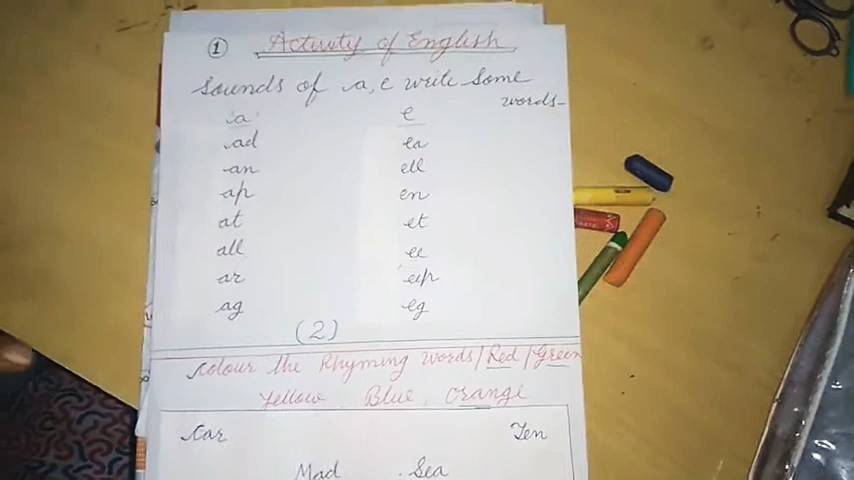 1 Activity of English
Sounds of a, e write some
words-
a e
ad ea
an ell
ap en
at et
all ee
ar eep
ag eg
(2)
Colour the Rhyming words/Red/Green
Yellow Blue, orange
Car Ten
Mad Sea